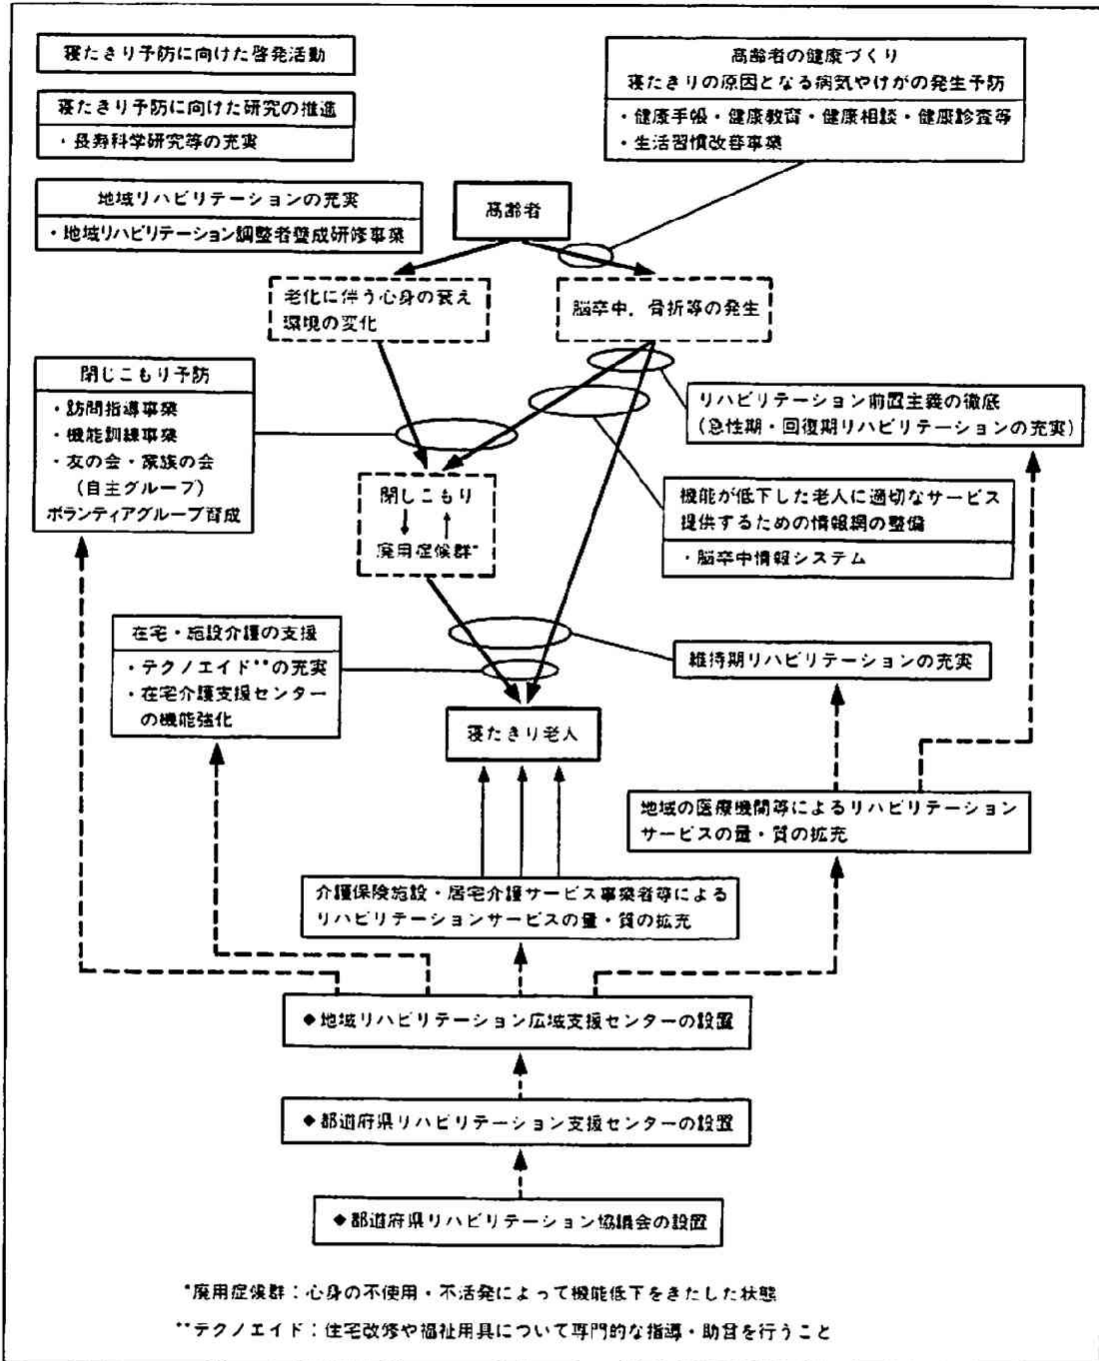 寝たきり予防に向けた啓発活動
寝たきり予防に向けた研究の推進
・長寿科学研究等の充実
地域リハビリテーションの充実
・地域リハビリテーション調整者養成研修事業
高齢者の健康づくり
寝たきりの原因となる病気やけがの発生予防
・健康手帳・健康教育・健康相談・健康診査等
・生活習慣改善事業
高齢者
老化に伴う心身の衰え
環境の変化
脳卒中，骨折等の発生
閉じこもり予防
・訪問指導事業
・機能訓練事業
・友の会・家族の会
（自主グループ）
ボランティアグループ育成
リハビリテーション前置主義の徹底
(急性期・回復期リハビリテーションの充実)
閉じこもり
廃用症候群*
機能が低下した老人に適切なサービス
提供するための情報網の整備
・脳卒中情報システム
在宅・施設介護の支援
・テクノエイド**の充実
・在宅介護支援センター
の機能強化
維持期リハビリテーションの充実
寝たきり老人
地域の医療機関等によるリハビリテーション
サービスの量・質の拡充
介護保険施設・居宅介護サービス事業者等による
リハビリテーションサービスの量・質の拡充
◆地域リハビリテーション広域支援センターの設置
◆都道府県リハビリテーション支援センターの設置
◆都道府県リハビリテーション協議会の設置
*廃用症候群：心身の不使用・不活発によって機能低下をきたした状態
**テクノエイド：住宅改修や福祉用具について専門的な指導・助言を行うこと